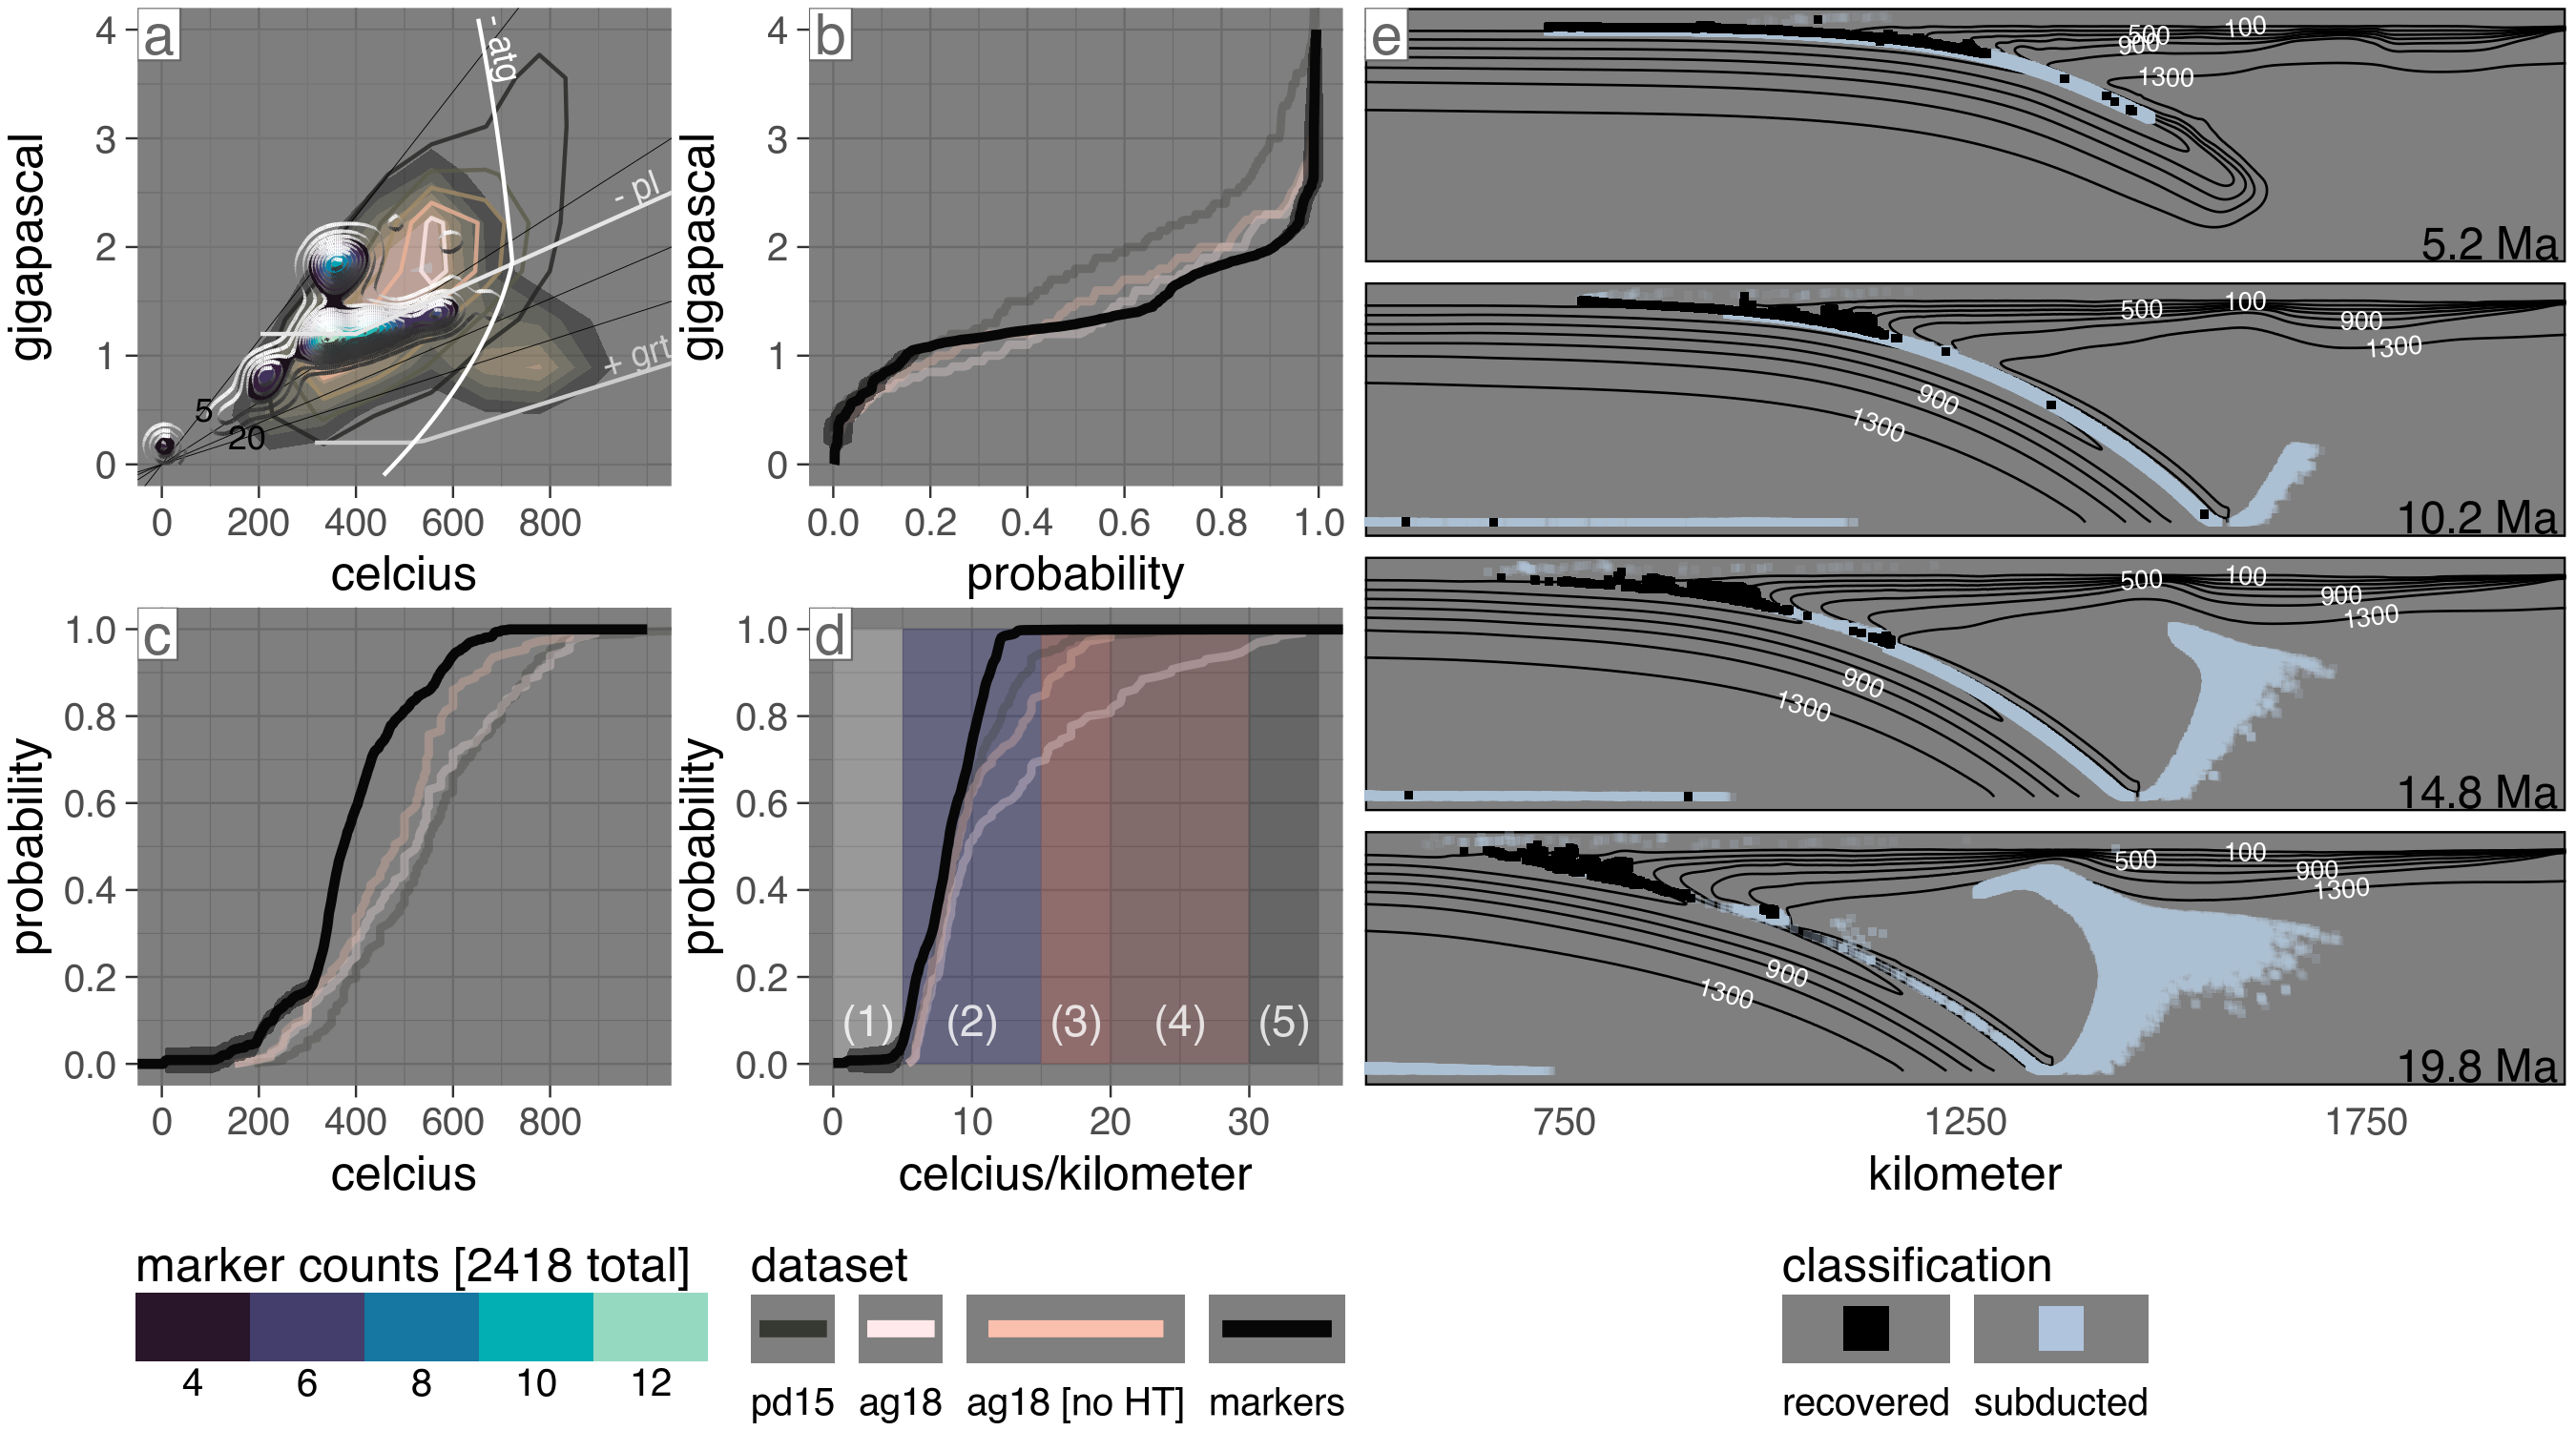 a
4
3
2
1
0
gigapascal
- atg
- pl
+ grt
5
20
0 200 400 600 800
celcius
b
4
3
2
1
0
gigapascal
0.0 0.2 0.4 0.6 0.8 1.0
probability
c
1.0
0.8
0.6
0.4
0.2
0.0
probability
0 200 400 600 800
celcius
d
1.0
0.8
0.6
0.4
0.2
0.0
probability
(1) (2) (3) (4) (5)
0 10 20 30
celcius/kilometer
e
500 100
900
1300
5.2 Ma
500 100
900
1300
900
1300
10.2 Ma
500 100
900
1300
900
1300
14.8 Ma
500 100
900
1300
900
1300
19.8 Ma
750 1250 1750
kilometer
marker counts [2418 total]
4 6 8 10 12
dataset
pd15 ag18 ag18 [no HT] markers
classification
recovered subducted